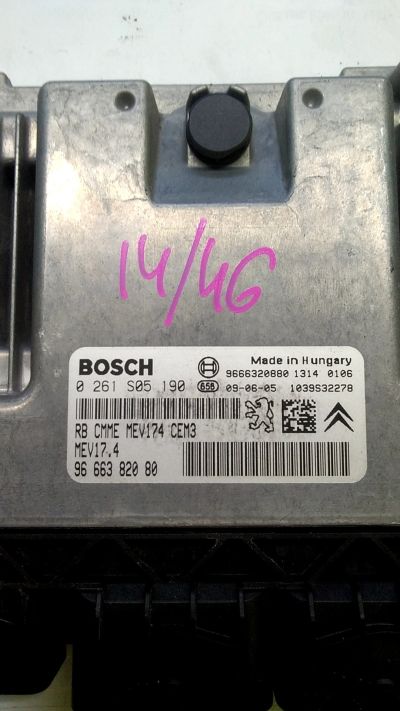 14/46
BOSCH
Made in Hungary
9666320880 1314 0106
0 261 S05 190 656 09-06-05 1039S32278
RB CMME MEV174 CEM3
MEV17.4
96 663 820 80